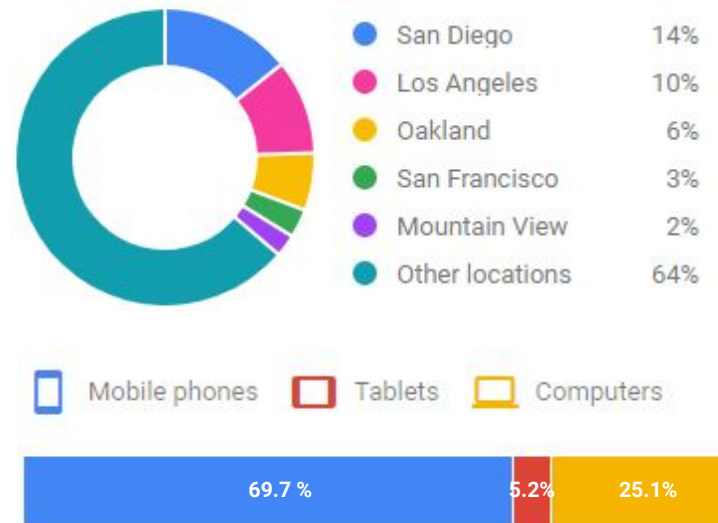 San Diego 14%
Los Angeles 10%
Oakland 6%
San Francisco 3%
Mountain View 2%
Other locations 64%
Mobile phones Tablets Computers
69.7 % 5.2% 25.1%